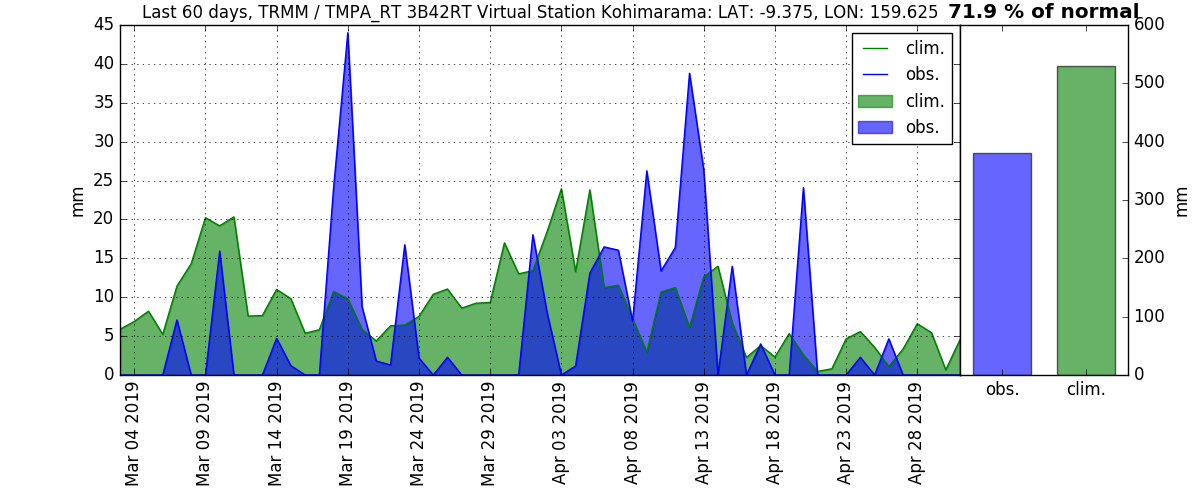 Last 60 days, TRMM / TMPA_RT 3B42RT Virtual Station Kohimarama: LAT: -9.375, LON: 159.625 71.9 % of normal
45
40
35
30
25
20
15
10
5
0
mm
clim.
obs.
clim.
obs.
Mar 04 2019
Mar 09 2019
Mar 14 2019
Mar 19 2019
Mar 24 2019
Mar 29 2019
Apr 03 2019
Apr 08 2019
Apr 13 2019
Apr 18 2019
Apr 23 2019
Apr 28 2019
600
500
400
300
200
100
0
mm
obs.
clim.